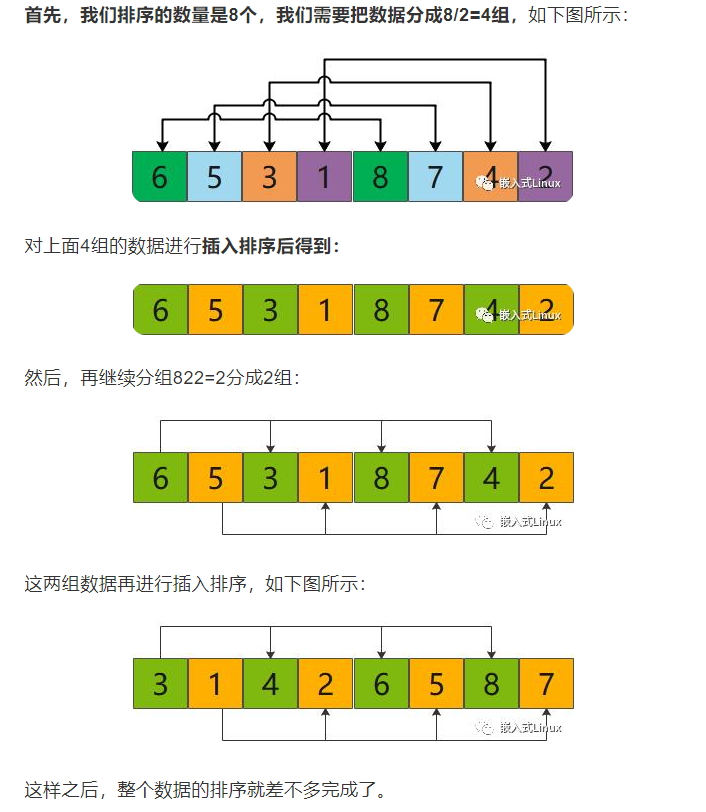 首先，我们排序的数量是8个，我们需要把数据分成8/2=4组，如下图所示：
6 5 3 1 8 7 4 2
嵌入式Linux
对上面4组的数据进行插入排序后得到：
6 5 3 1 8 7 4 2
嵌入式Linux
然后，再继续分组822=2分成2组：
6 5 3 1 8 7 4 2
嵌入式Linux
这两组数据再进行插入排序，如下图所示：
3 1 4 2 6 5 8 7
嵌入式Linux
这样之后，整个数据的排序就差不多完成了。